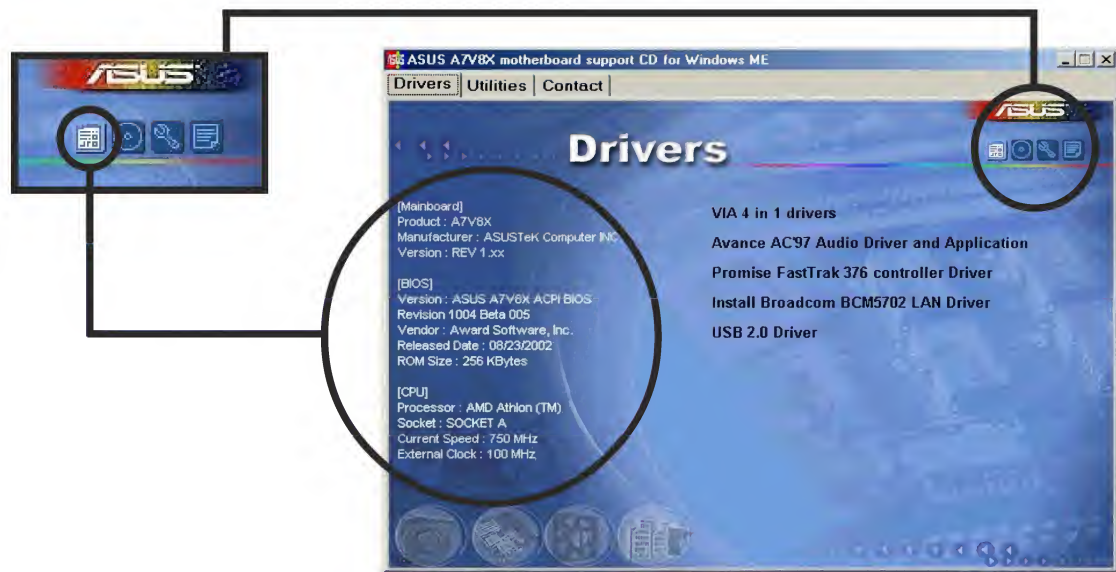 ASUS
ASUS A7V8X motherboard support CD for Windows ME
Drivers Utilities Contact
ASUS
Drivers
[Mainboard]
Product : A7V8X
Manufacturer : ASUSTeK Computer INC.
Version : REV 1.xx
[BIOS]
Version : ASUS A7V8X ACPI BIOS
Revision 1004 Beta 005
Vendor : Award Software, Inc.
Released Date : 08/23/2002
ROM Size : 256 KBytes
[CPU]
Processor : AMD Athlon (TM)
Socket : SOCKET A
Current Speed : 750 MHz
External Clock : 100 MHz
VIA 4 in 1 drivers
Avance AC'97 Audio Driver and Application
Promise FastTrak 376 controller Driver
Install Broadcom BCM5702 LAN Driver
USB 2.0 Driver